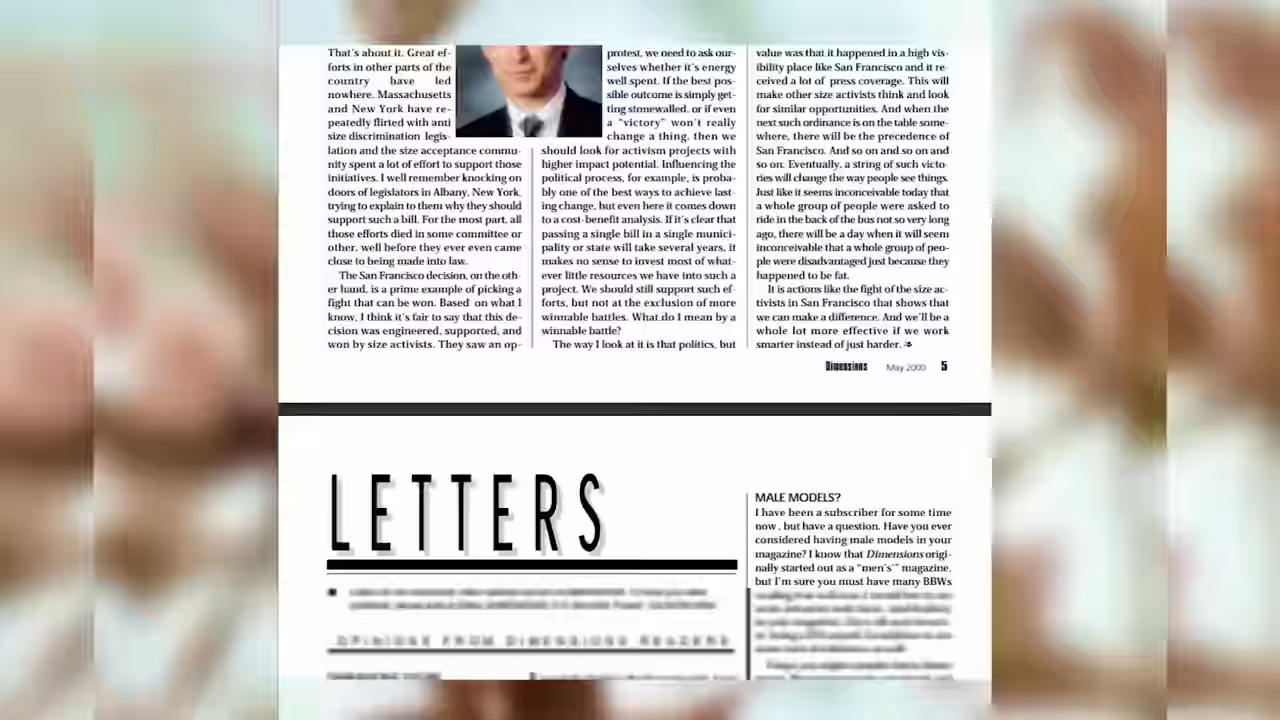 That's about it. Great ef-
forts in other parts of the
country have led
nowhere. Massachusetts
and New York have re-
peatedly flirted with anti
size discrimination legis-
lation and the size acceptance commu-
nity spent a lot of effort to support those
initiatives. I well remember knocking on
doors of legislators in Albany, New York,
trying to explain to them why they should
support such a bill. For the most part, all
those efforts died in some committee or
other, well before they ever even came
close to being made into law.
The San Francisco decision, on the oth-
er hand, is a prime example of picking a
fight that can be won. Based on what I
know, I think it's fair to say that this de-
cision was engineered, supported, and
won by size activists. They saw an op-
protest, we need to ask our-
selves whether it's energy
well spent. If the best pos-
sible outcome is simply get-
ting stonewalled, or if even
a "victory" won't really
change a thing, then we
should look for activism projects with
higher impact potential. Influencing the
political process, for example, is proba-
bly one of the best ways to achieve last-
ing change, but even here it comes down
to a cost-benefit analysis. If it's clear that
passing a single bill in a single munici-
pality or state will take several years, it
makes no sense to invest most of what-
ever little resources we have into such a
project. We should still support such ef-
forts, but not at the exclusion of more
winnable battles. What do I mean by a
winnable battle?
The way I look at it is that politics, but
value was that it happened in a high vis-
ibility place like San Francisco and it re-
ceived a lot of press coverage. This will
make other size activists think and look
for similar opportunities. And when the
next such ordinance is on the table some-
where, there will be the precedence of
San Francisco. And so on and so on and
so on. Eventually, a string of such victo-
ries will change the way people see things.
Just like it seems inconceivable today that
a whole group of people were asked to
ride in the back of the bus not so very long
ago, there will be a day when it will seem
inconceivable that a whole group of peo-
ple were disadvantaged just because they
happened to be fat.
It is actions like the fight of the size ac-
tivists in San Francisco that shows that
we can make a difference. And we'll be a
whole lot more effective if we work
smarter instead of just harder.
Dimensions May 2000 5
LETTERS
OPINIONS FROM DIMENSIONS READERS
MALE MODELS?
I have been a subscriber for some time
now , but have a question. Have you ever
considered having male models in your
magazine? I know that Dimensions origi-
nally started out as a "men's'" magazine,
but I'm sure you must have many BBWs